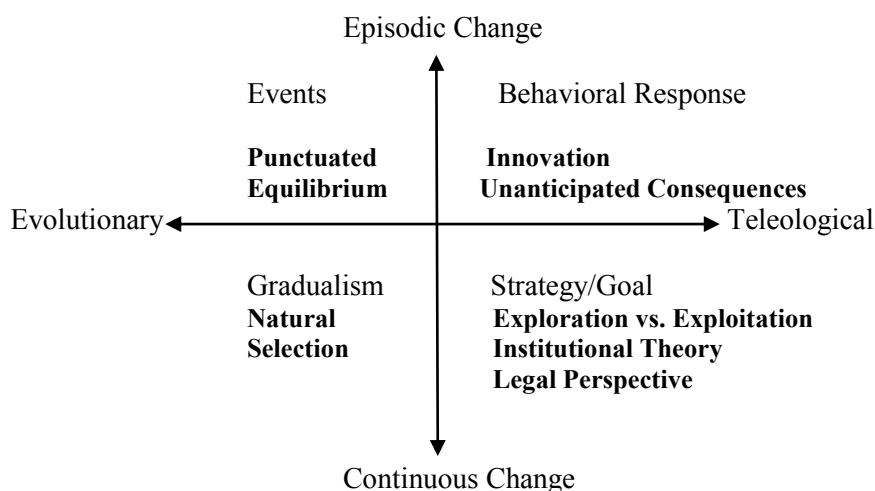 Episodic Change
Events Behavioral Response
Punctuated Innovation
Equilibrium Unanticipated Consequences
Evolutionary Teleological
Gradualism Strategy/Goal
Natural Exploration vs. Exploitation
Selection Institutional Theory
Legal Perspective
Continuous Change